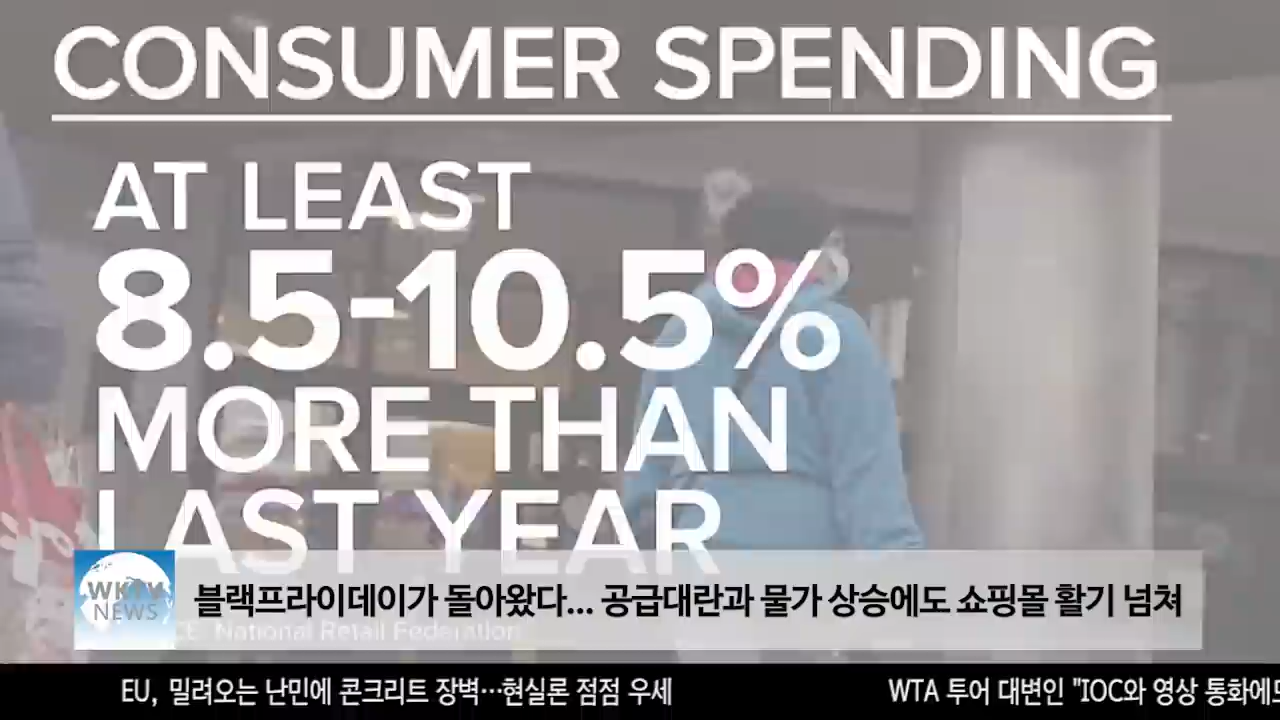 CONSUMER SPENDING
AT LEAST
8.5-10.5%
MORE THAN
LAST YEAR
WKTV
NEWS
블랙프라이데이가 돌아왔다... 공급대란과 물가 상승에도 쇼핑몰 활기 넘쳐
National Retail Federation
EU, 밀려오는 난민에 콘크리트 장벽…현실론 점점 우세
WTA 투어 대변인 "IOC와 영상 통화에도